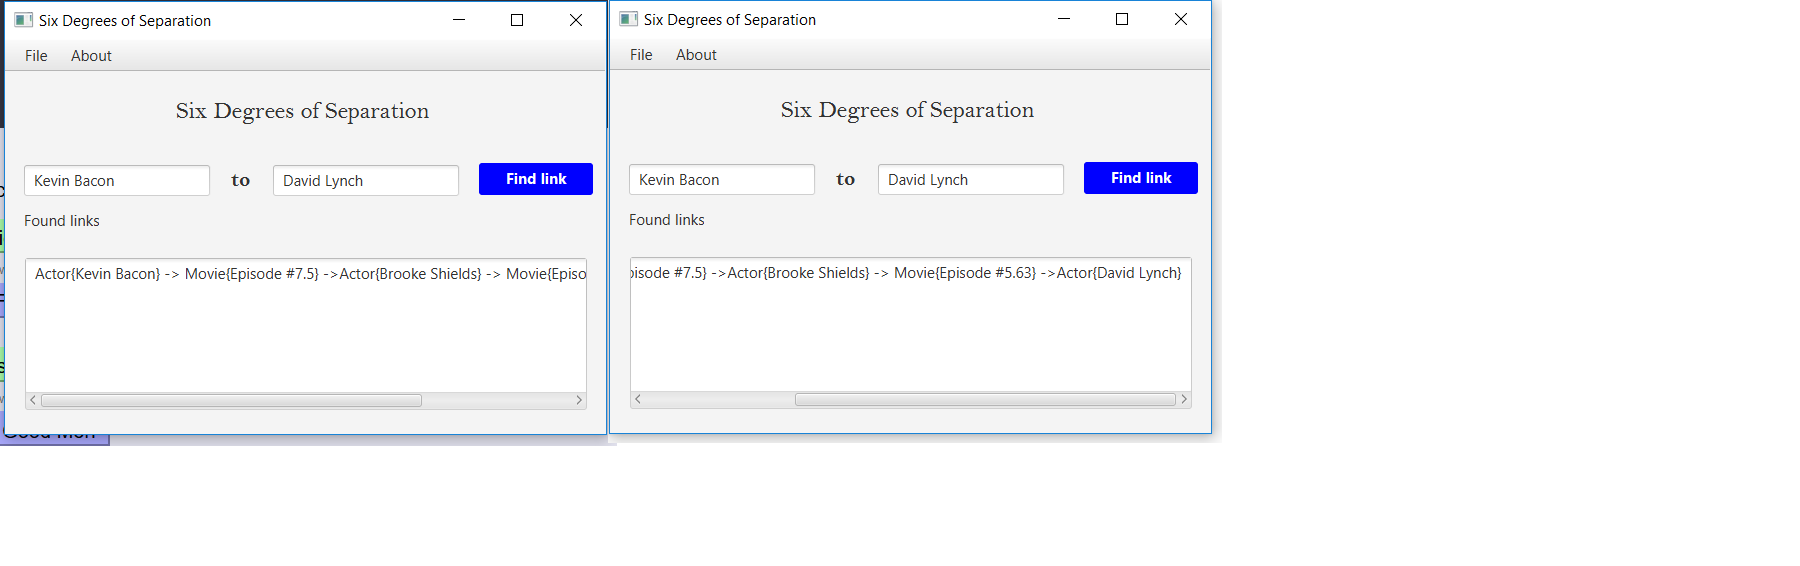 Six Degrees of Separation
File About
Six Degrees of Separation
Kevin Bacon to David Lynch Find link
Found links
Actor{Kevin Bacon} -> Movie{Episode #7.5} ->Actor{Brooke Shields} -> Movie{Episo
Six Degrees of Separation
File About
Six Degrees of Separation
Kevin Bacon to David Lynch Find link
Found links
isode #7.5} ->Actor{Brooke Shields} -> Movie{Episode #5.63} ->Actor{David Lynch}